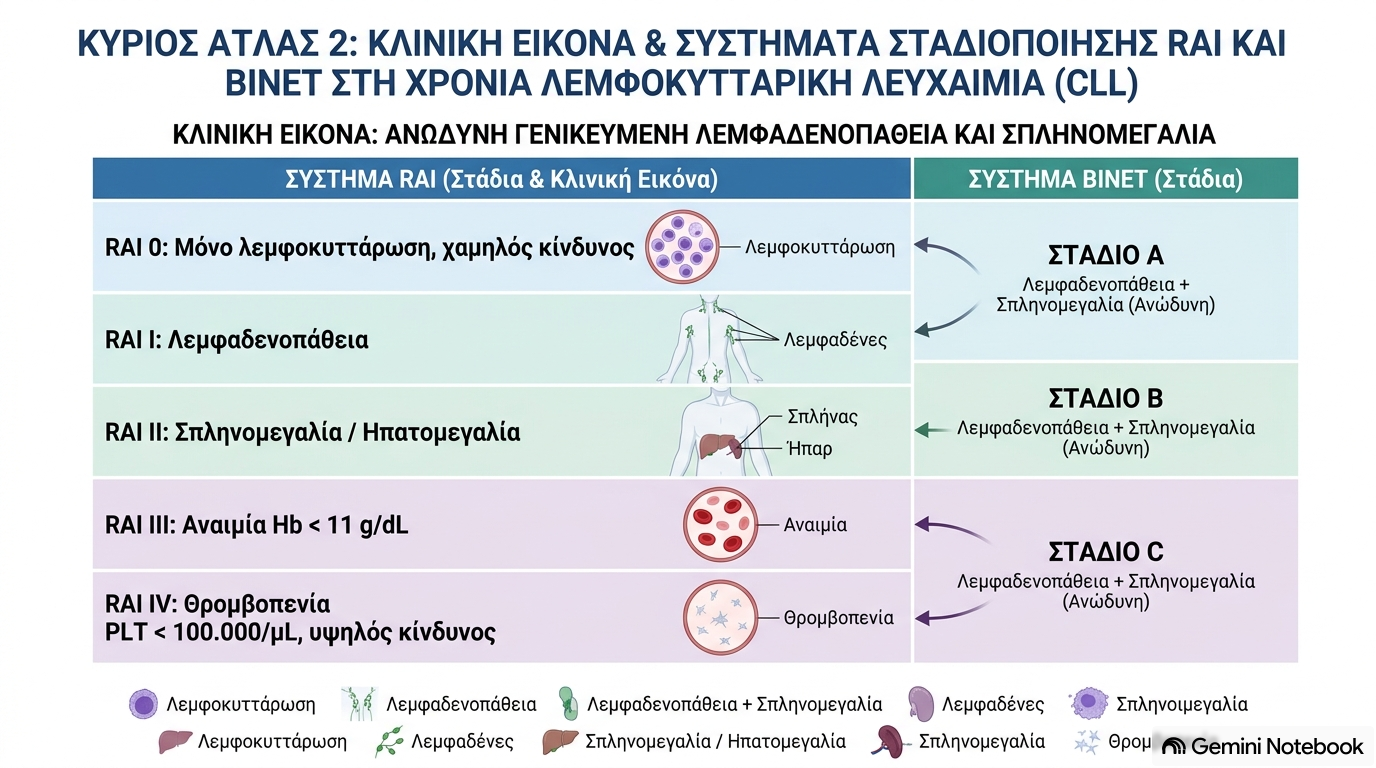 ΚΥΡΙΟΣ ΑΤΛΑΣ 2: ΚΛΙΝΙΚΗ ΕΙΚΟΝΑ & ΣΥΣΤΗΜΑΤΑ ΣΤΑΔΙΟΠΟΙΗΣΗΣ RAI ΚΑΙ
BINET ΣΤΗ ΧΡΟΝΙΑ ΛΕΜΦΟΚΥΤΤΑΡΙΚΗ ΛΕΥΧΑΙΜΙΑ (CLL)
ΚΛΙΝΙΚΗ ΕΙΚΟΝΑ: ΑΝΩΔΥΝΗ ΓΕΝΙΚΕΥΜΕΝΗ ΛΕΜΦΑΔΕΝΟΠΑΘΕΙΑ ΚΑΙ ΣΠΛΗΝΟΜΕΓΑΛΙΑ
ΣΥΣΤΗΜΑ RAI (Στάδια & Κλινική Εικόνα)
RAI 0: Μόνο λεμφοκυττάρωση, χαμηλός κίνδυνος
Λεμφοκυττάρωση
RAI I: Λεμφαδενοπάθεια
Λεμφαδένες
RAI II: Σπληνομεγαλία / Ηπατομεγαλία
Σπλήνας
Ήπαρ
RAI III: Αναιμία Hb < 11 g/dL
Αναιμία
RAI IV: Θρομβοπενία
PLT < 100.000/μL, υψηλός κίνδυνος
Θρομβοπενία
ΣΥΣΤΗΜΑ BINET (Στάδια)
ΣΤΑΔΙΟ A
Λεμφαδενοπάθεια +
Σπληνομεγαλία (Ανώδυνη)
ΣΤΑΔΙΟ B
Λεμφαδενοπάθεια + Σπληνομεγαλία
(Ανώδυνη)
ΣΤΑΔΙΟ C
Λεμφαδενοπάθεια + Σπληνομεγαλία
(Ανώδυνη)
Λεμφοκυττάρωση Λεμφαδενοπάθεια Λεμφαδενοπάθεια + Σπληνομεγαλία Λεμφαδένες Σπληνοιμεγαλία
Λεμφοκυττάρωση Λεμφαδένες Σπληνομεγαλία / Ηπατομεγαλία Σπληνομεγαλία
Gemini Notebook